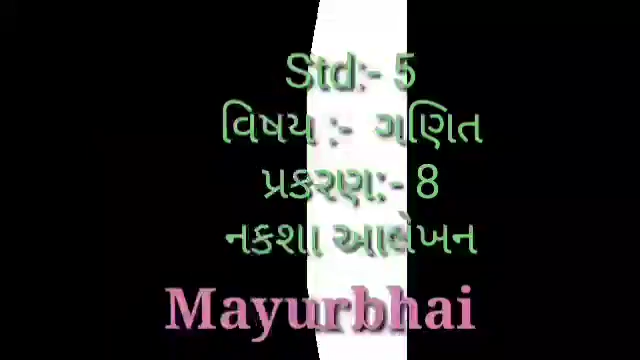 Std:- 5
વિષય :- ગણિત
પ્રકરણ:- 8
નકશા આલેખન
Mayurbhai